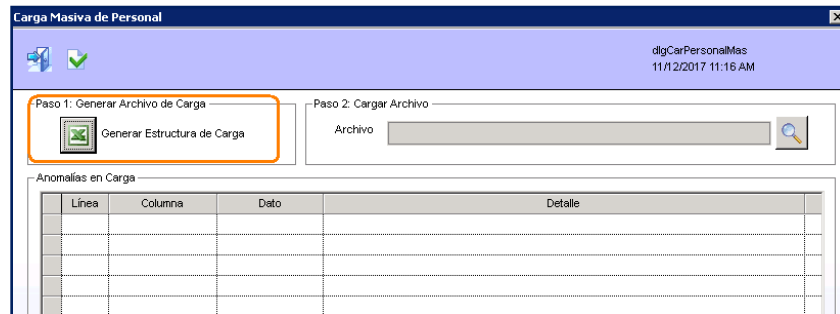 Carga Masiva de Personal
dlgCarPersonalMas
11/12/2017 11:16 AM
Paso 1: Generar Archivo de Carga
Generar Estructura de Carga
Paso 2: Cargar Archivo
Archivo
Anomalías en Carga
Línea Columna Dato Detalle